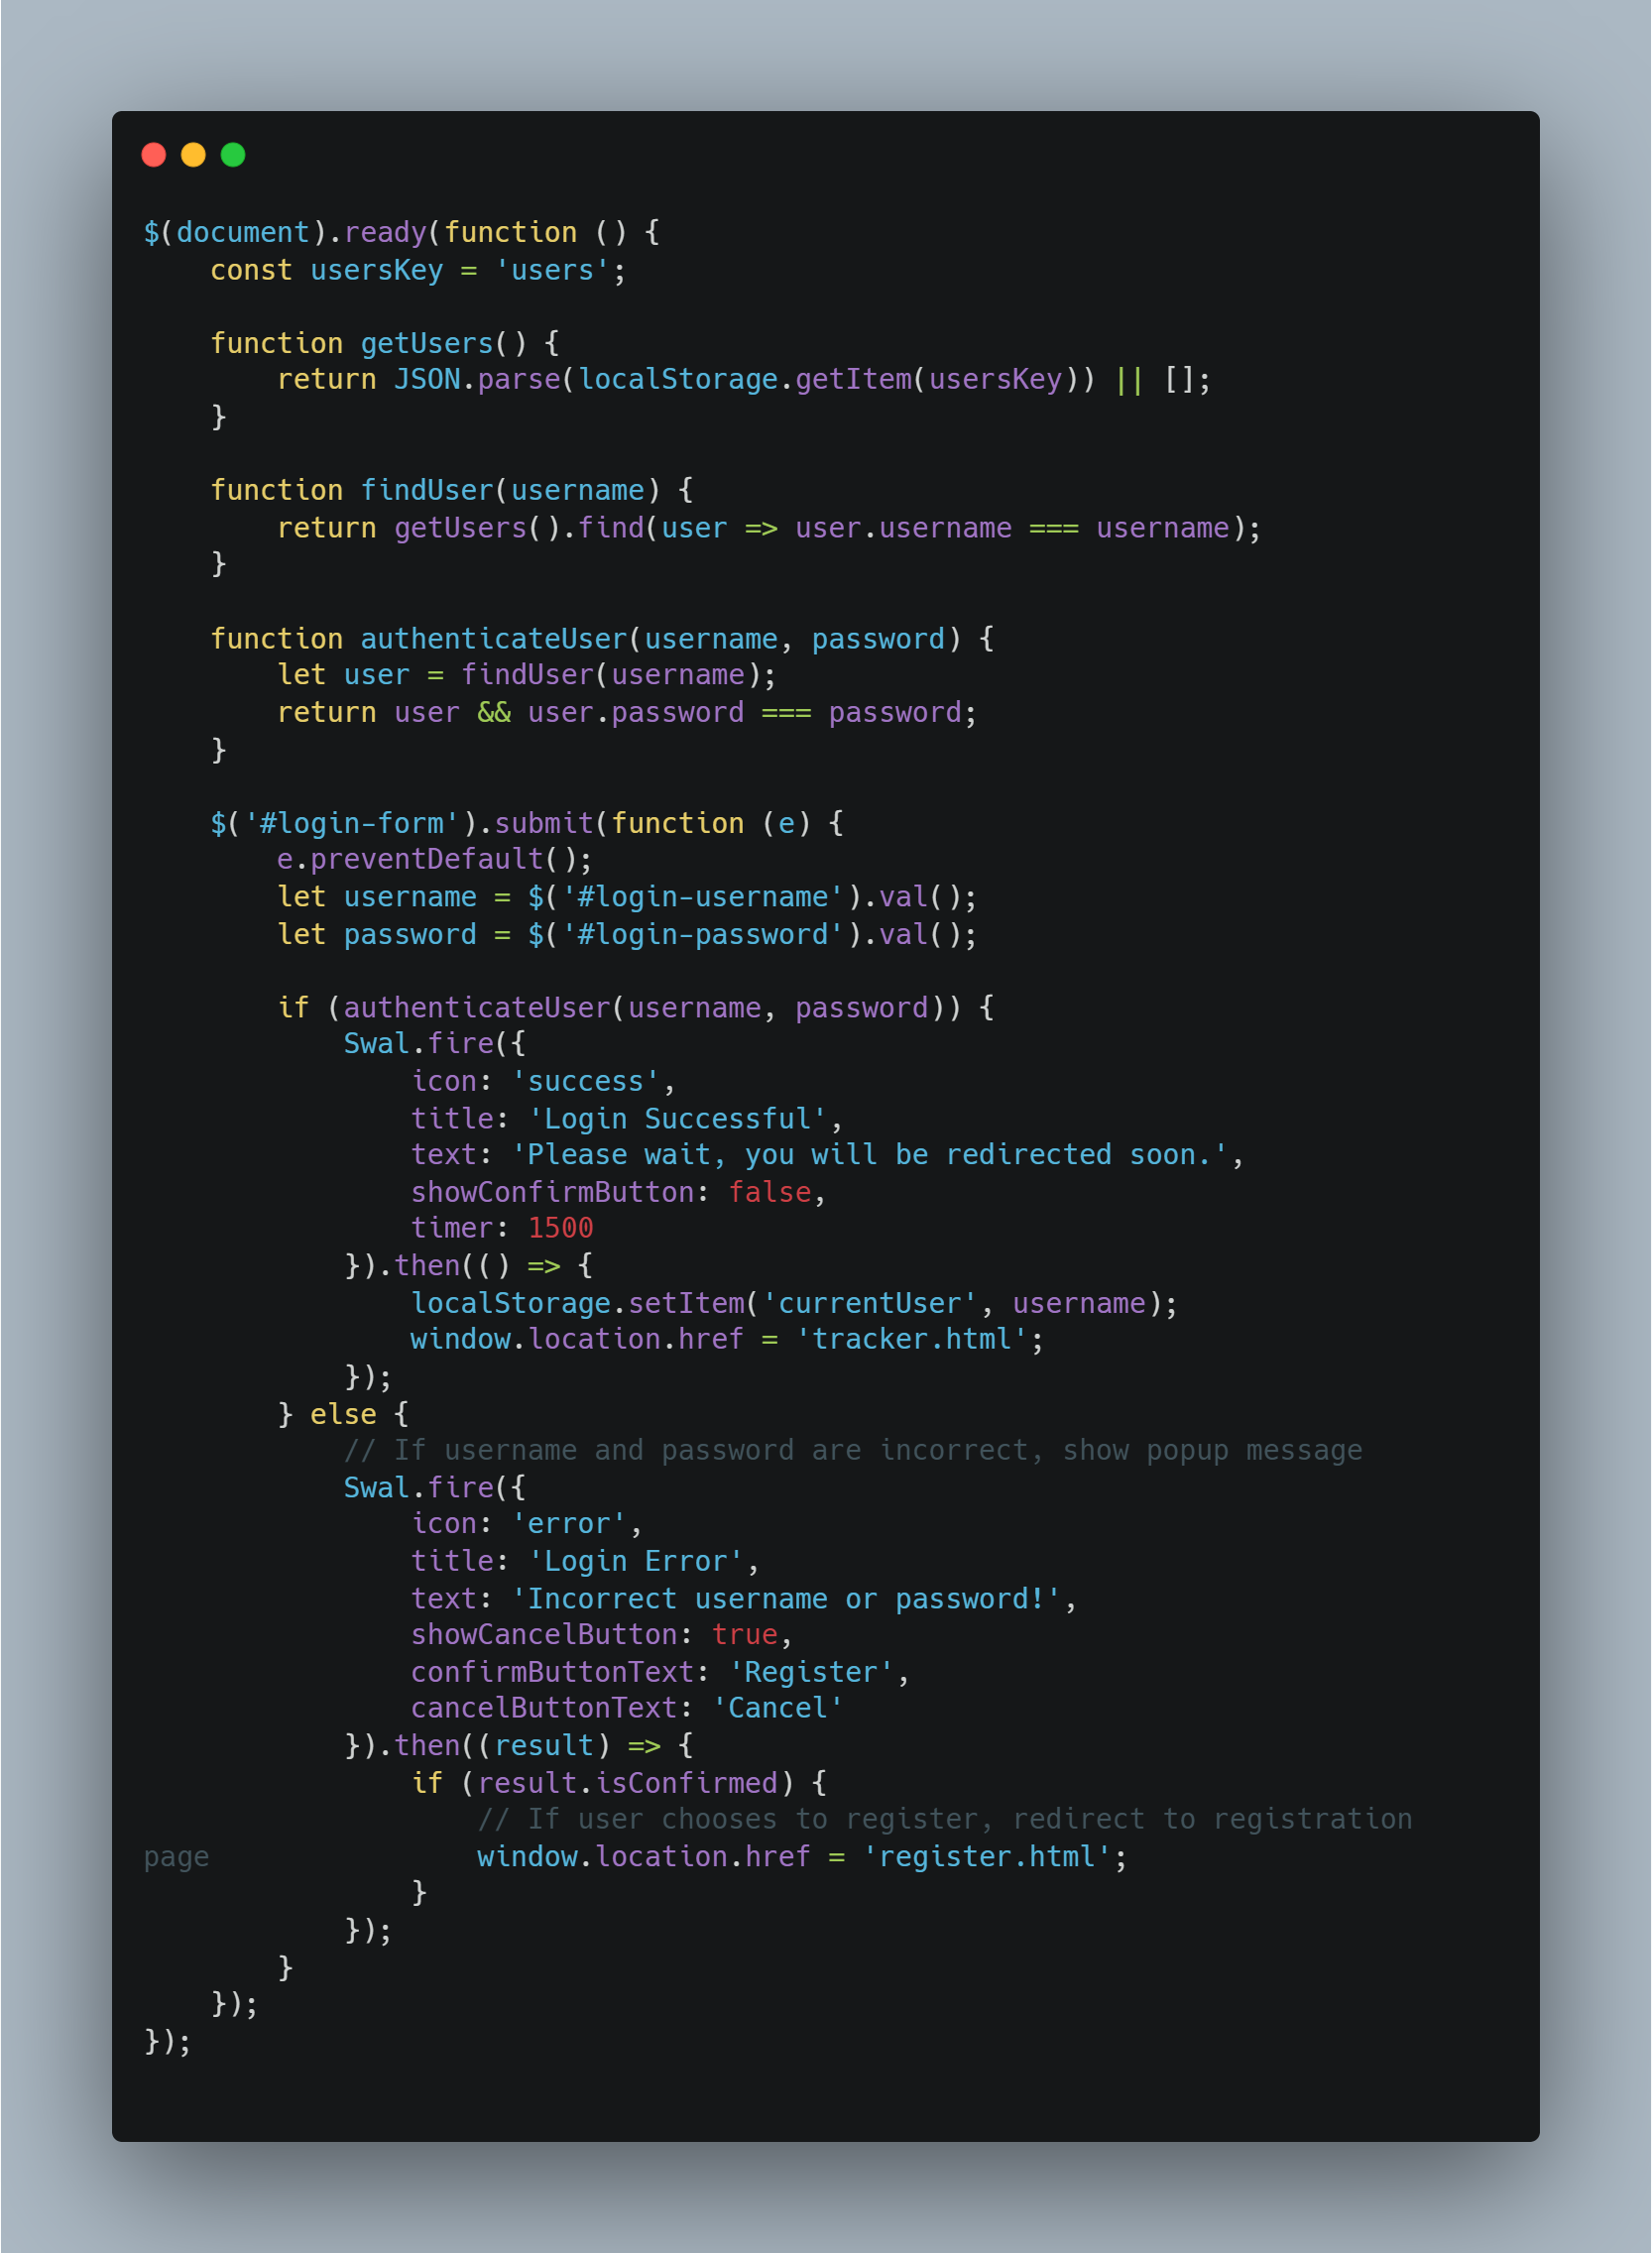 $(document).ready(function () {
    const usersKey = 'users';

    function getUsers() {
        return JSON.parse(localStorage.getItem(usersKey)) || [];
    }

    function findUser(username) {
        return getUsers().find(user => user.username === username);
    }

    function authenticateUser(username, password) {
        let user = findUser(username);
        return user && user.password === password;
    }

    $('#login-form').submit(function (e) {
        e.preventDefault();
        let username = $('#login-username').val();
        let password = $('#login-password').val();

        if (authenticateUser(username, password)) {
            Swal.fire({
                icon: 'success',
                title: 'Login Successful',
                text: 'Please wait, you will be redirected soon.',
                showConfirmButton: false,
                timer: 1500
            }).then(() => {
                localStorage.setItem('currentUser', username);
                window.location.href = 'tracker.html';
            });
        } else {
            // If username and password are incorrect, show popup message
            Swal.fire({
                icon: 'error',
                title: 'Login Error',
                text: 'Incorrect username or password!',
                showCancelButton: true,
                confirmButtonText: 'Register',
                cancelButtonText: 'Cancel'
            }).then((result) => {
                if (result.isConfirmed) {
                    // If user chooses to register, redirect to registration
page                window.location.href = 'register.html';
                }
            });
        }
    });
});